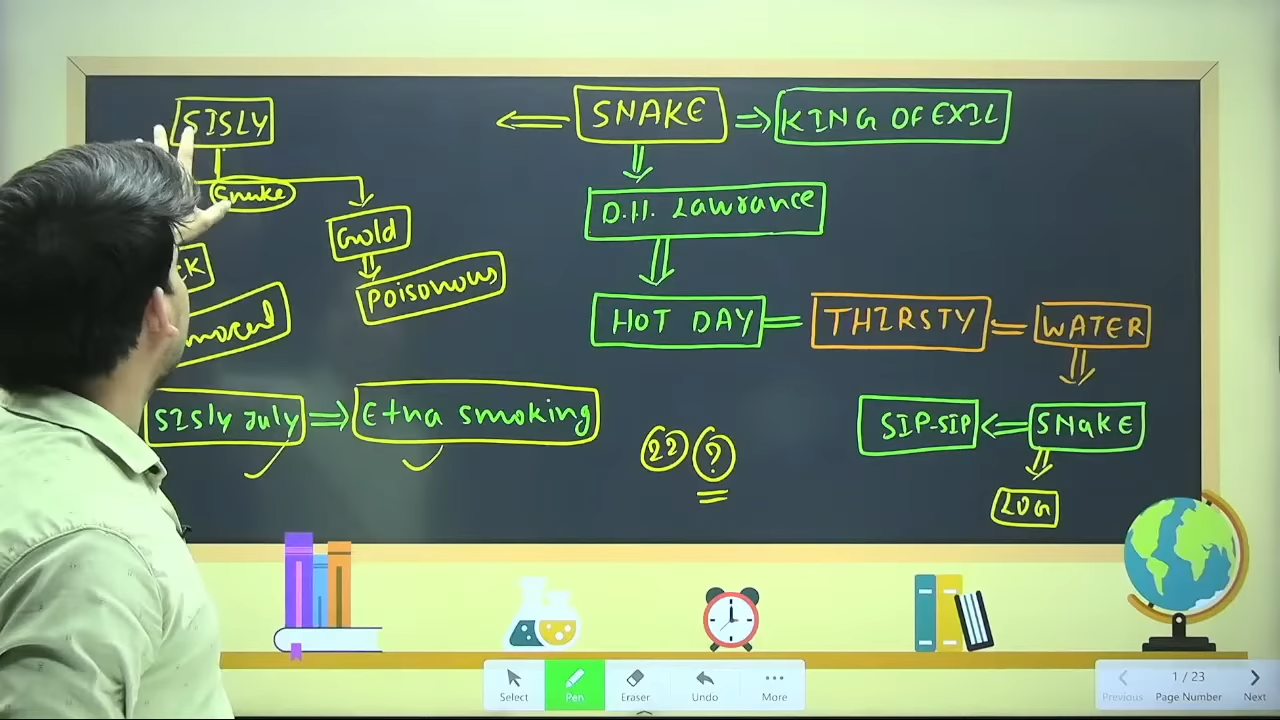 SISLY
Snake
Gold
Poisonous
SISly July
Etna smoking
SNAKE
KING OF EXIL
D.H. Lawrance
HOT DAY
THIRSTY
WATER
SNAKE
SIP-SIP
LOG
22
?
Select
Pen
Eraser
Undo
More
1 / 23
Previous
Page Number
Next